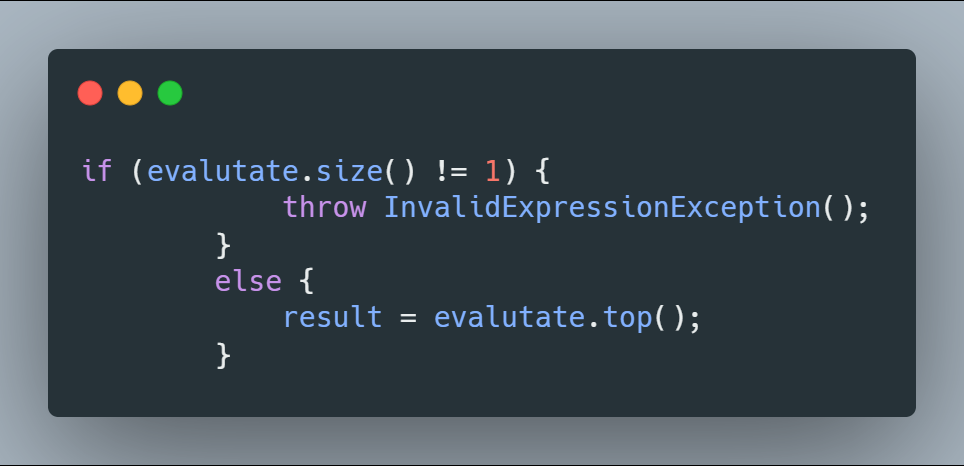 if (evalutate.size() != 1) {
            throw InvalidExpressionException();
        }
        else {
            result = evalutate.top();
        }